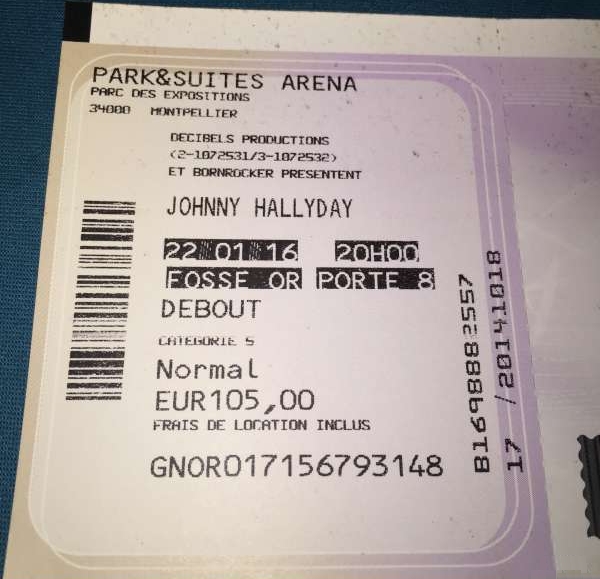 PARK&SUITES ARENA
PARC DES EXPOSITIONS
34000 MONTPELLIER
DECIBELS PRODUCTIONS
(2-1072531/3-1072532)
ET BORNROCKER PRESENTENT
JOHNNY HALLYDAY
22 01 16 20H00
FOSSE OR PORTE 8
DEBOUT
CATEGORIE 5
Normal
EUR105,00
FRAIS DE LOCATION INCLUS
GNOR017156793148
B1698882557
17 /20141018